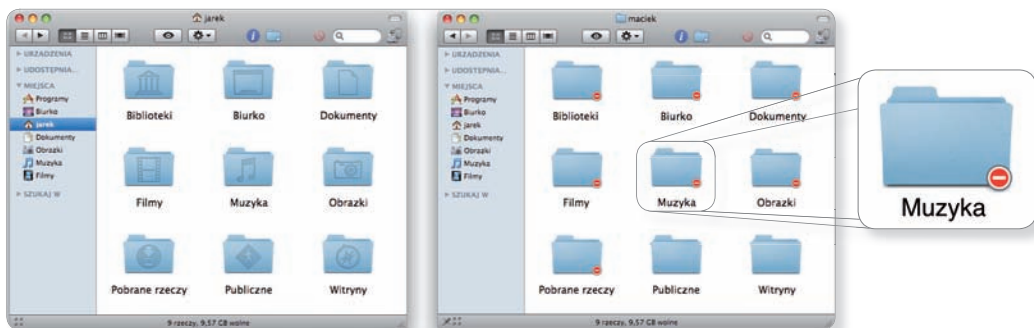 jarek
URZĄDZENIA
UDOSTĘPNIA...
MIEJSCA
Programy
Biurko
jarek
Dokumenty
Obrazki
Muzyka
Filmy
SZUKAJ W
Biblioteki
Biurko
Dokumenty
Filmy
Muzyka
Obrazki
Pobrane rzeczy
Publiczne
Witryny
9 rzeczy, 9,57 GB wolne
maciek
URZĄDZENIA
UDOSTĘPNIA...
MIEJSCA
Programy
Biurko
jarek
Dokumenty
Obrazki
Muzyka
Filmy
SZUKAJ W
Biblioteki
Biurko
Dokumenty
Filmy
Muzyka
Obrazki
Pobrane rzeczy
Publiczne
Witryny
9 rzeczy, 9,57 GB wolne
Muzyka